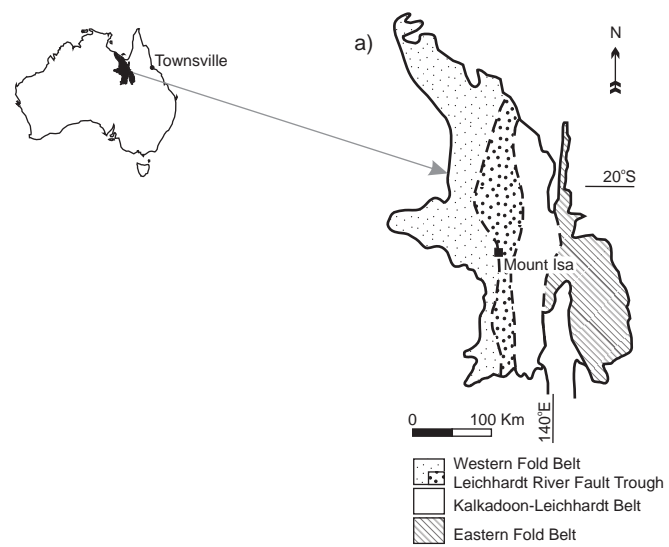 Townsville
a)
N
20°S
Mount Isa
0 100 Km
140°E
Western Fold Belt
Leichhardt River Fault Trough
Kalkadoon-Leichhardt Belt
Eastern Fold Belt